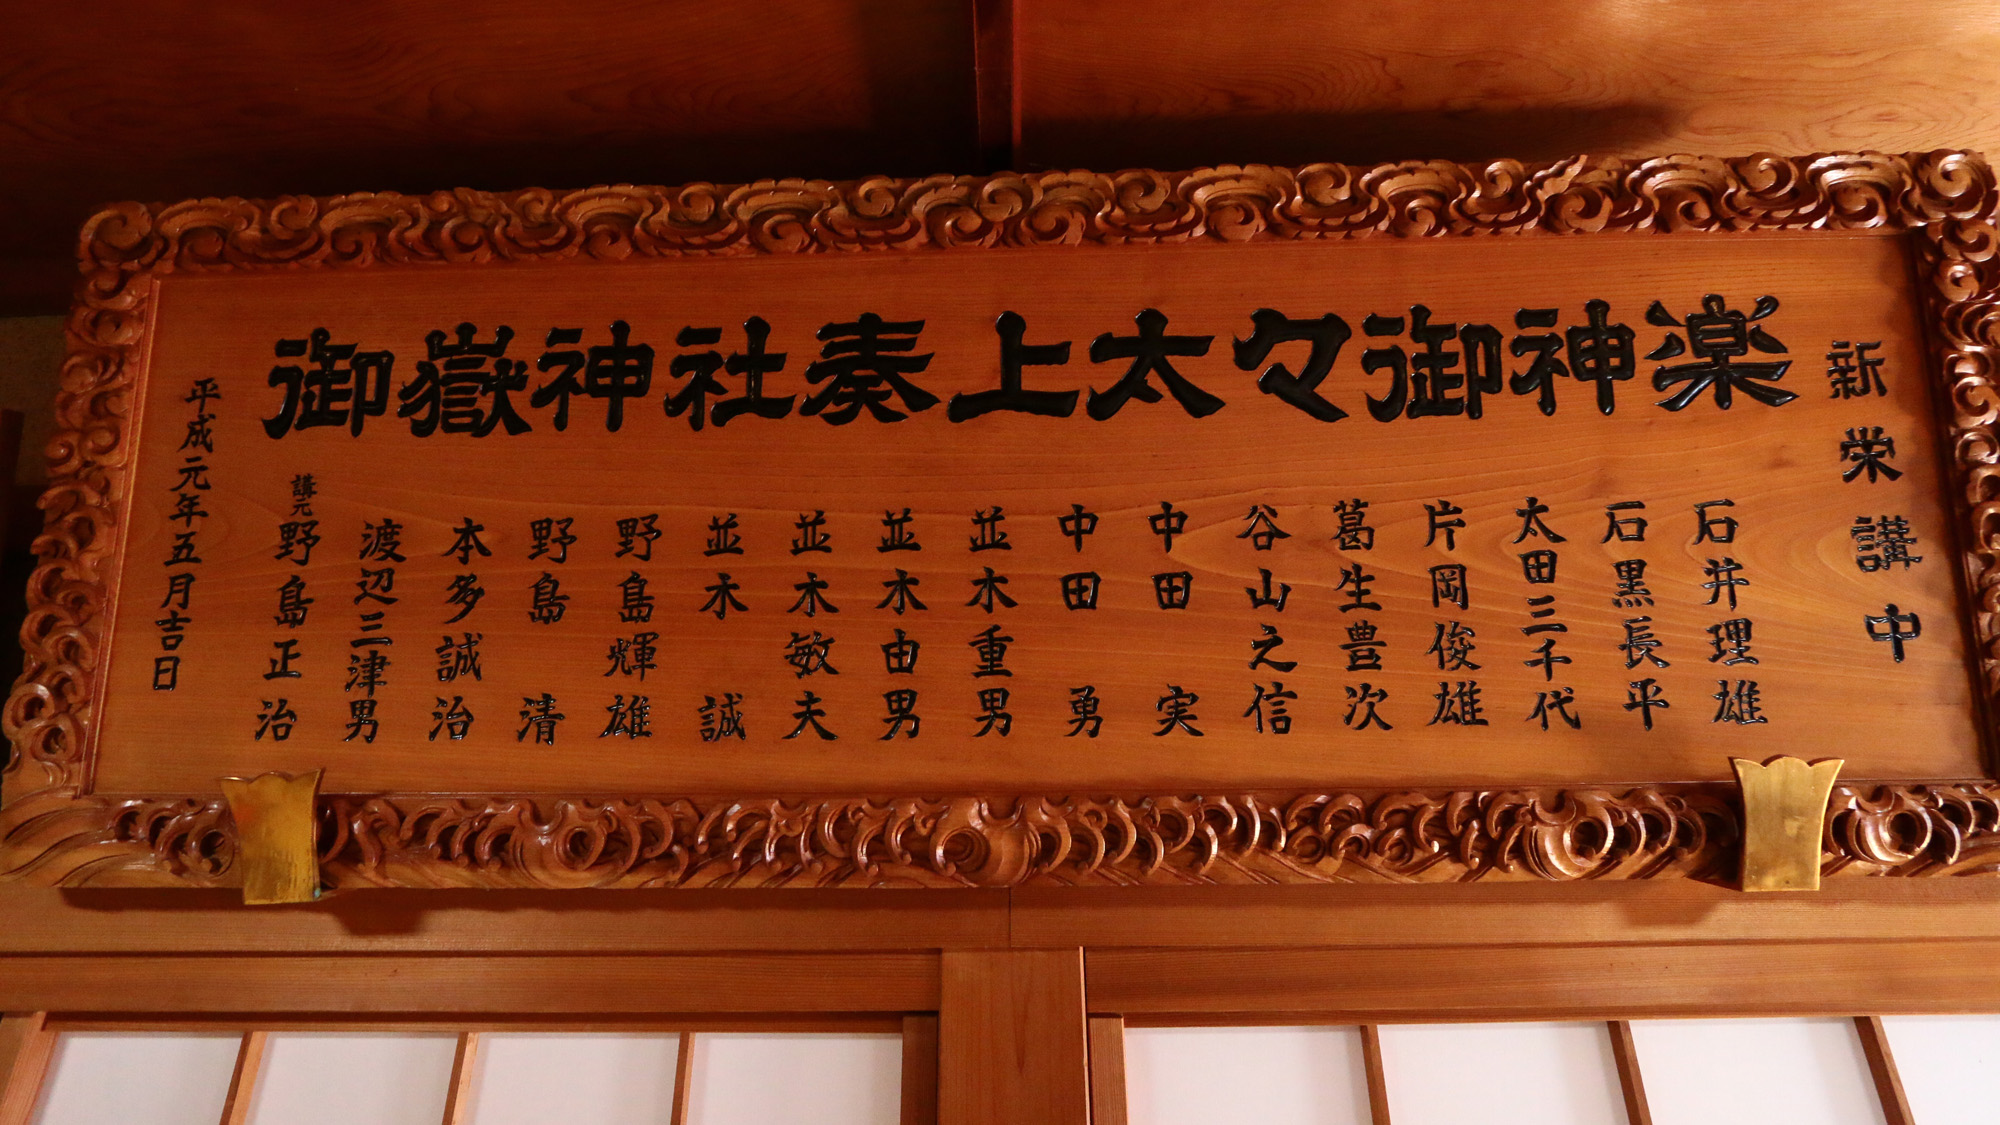 御嶽神社奏上太々御神楽
新栄講中
石井理雄
石黒長平
太田三千代
片岡俊雄
葛生豊次
谷山之信
中田実
中田勇
並木重男
並木由男
並木敏夫
並木誠
野島輝雄
野島清
本多誠治
渡辺三津男
講元野島正治
平成元年五月吉日